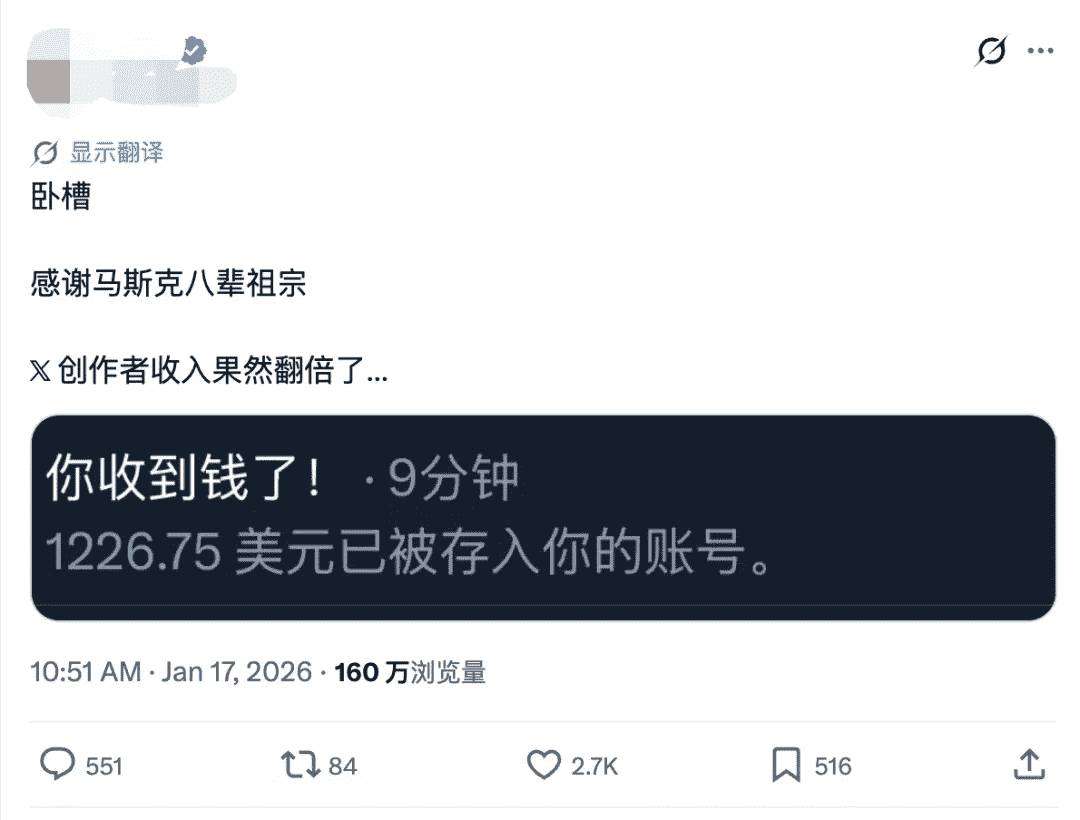 显示翻译
卧槽
感谢马斯克八辈祖宗
𝕏 创作者收入果然翻倍了...
你收到钱了! · 9分钟
1226.75 美元已被存入你的账号。
10:51 AM · Jan 17, 2026 · 160 万浏览量
551 84 2.7K 516